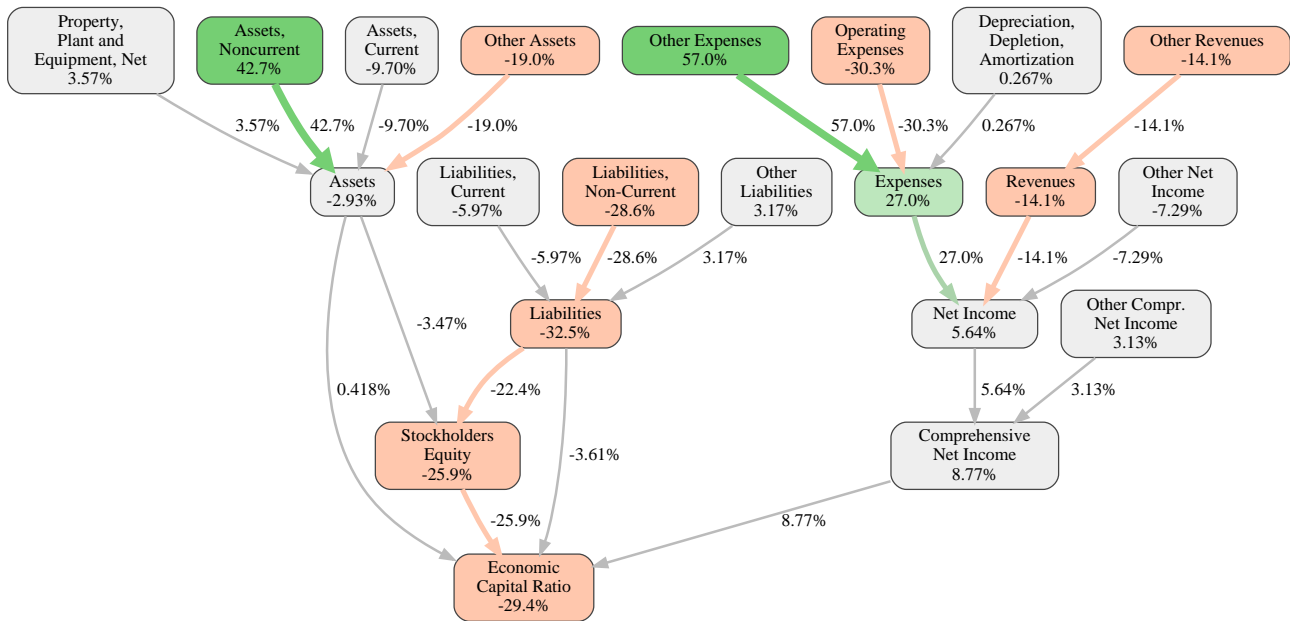 Property,
Plant and
Equipment, Net
3.57%
Assets,
Noncurrent
42.7%
Assets,
Current
-9.70%
Other Assets
-19.0%
Other Expenses
57.0%
Operating
Expenses
-30.3%
Depreciation,
Depletion,
Amortization
0.267%
Other Revenues
-14.1%
3.57%
42.7%
-9.70%
-19.0%
57.0%
-30.3%
0.267%
-14.1%
Assets
-2.93%
Liabilities,
Current
-5.97%
Liabilities,
Non-Current
-28.6%
Other
Liabilities
3.17%
Expenses
27.0%
Revenues
-14.1%
Other Net
Income
-7.29%
-5.97%
-28.6%
3.17%
27.0%
-14.1%
-7.29%
-3.47%
Liabilities
-32.5%
Net Income
5.64%
Other Compr.
Net Income
3.13%
0.418%
-22.4%
5.64%
3.13%
Stockholders
Equity
-25.9%
-3.61%
Comprehensive
Net Income
8.77%
-25.9%
8.77%
Economic
Capital Ratio
-29.4%